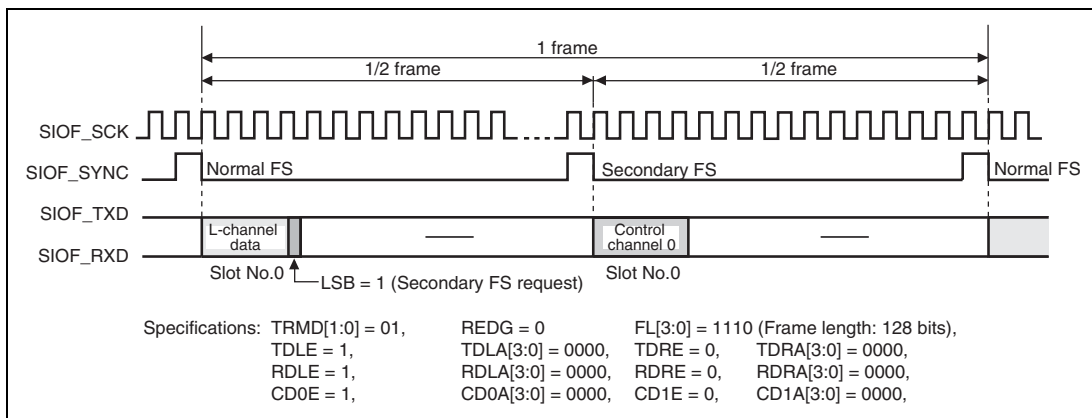 1 frame
1/2 frame 1/2 frame
SIOF_SCK
SIOF_SYNC Normal FS Secondary FS Normal FS
SIOF_TXD
L-channel
data
Control
channel 0
SIOF_RXD
Slot No.0 Slot No.0
LSB = 1 (Secondary FS request)
Specifications: TRMD[1:0] = 01, REDG = 0 FL[3:0] = 1110 (Frame length: 128 bits),
TDLE = 1, TDLA[3:0] = 0000, TDRE = 0, TDRA[3:0] = 0000,
RDLE = 1, RDLA[3:0] = 0000, RDRE = 0, RDRA[3:0] = 0000,
CD0E = 1, CD0A[3:0] = 0000, CD1E = 0, CD1A[3:0] = 0000,